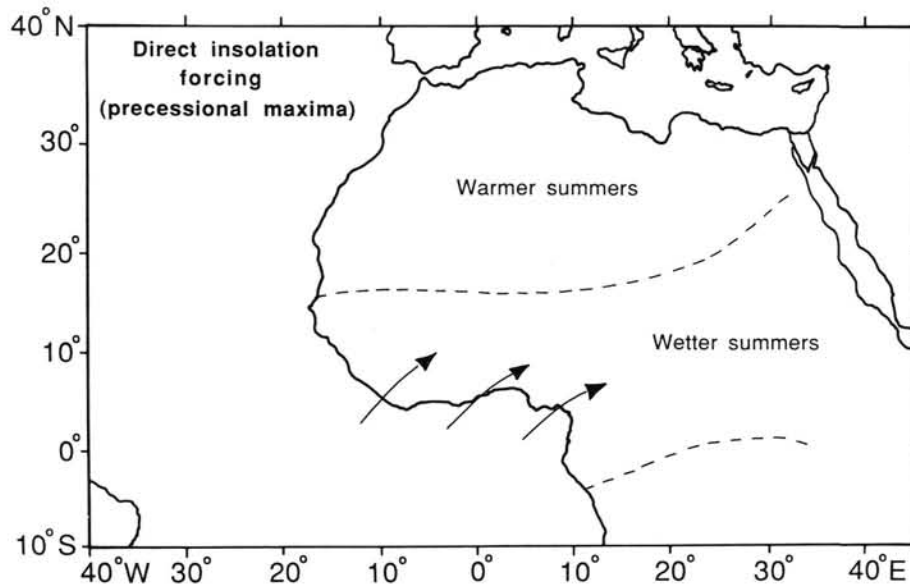 40°N
Direct insolation
forcing
(precessional maxima)
30°
Warmer summers
20°
Wetter summers
10°
0°
10°S
40°W 30° 20° 10° 0° 10° 20° 30° 40°E